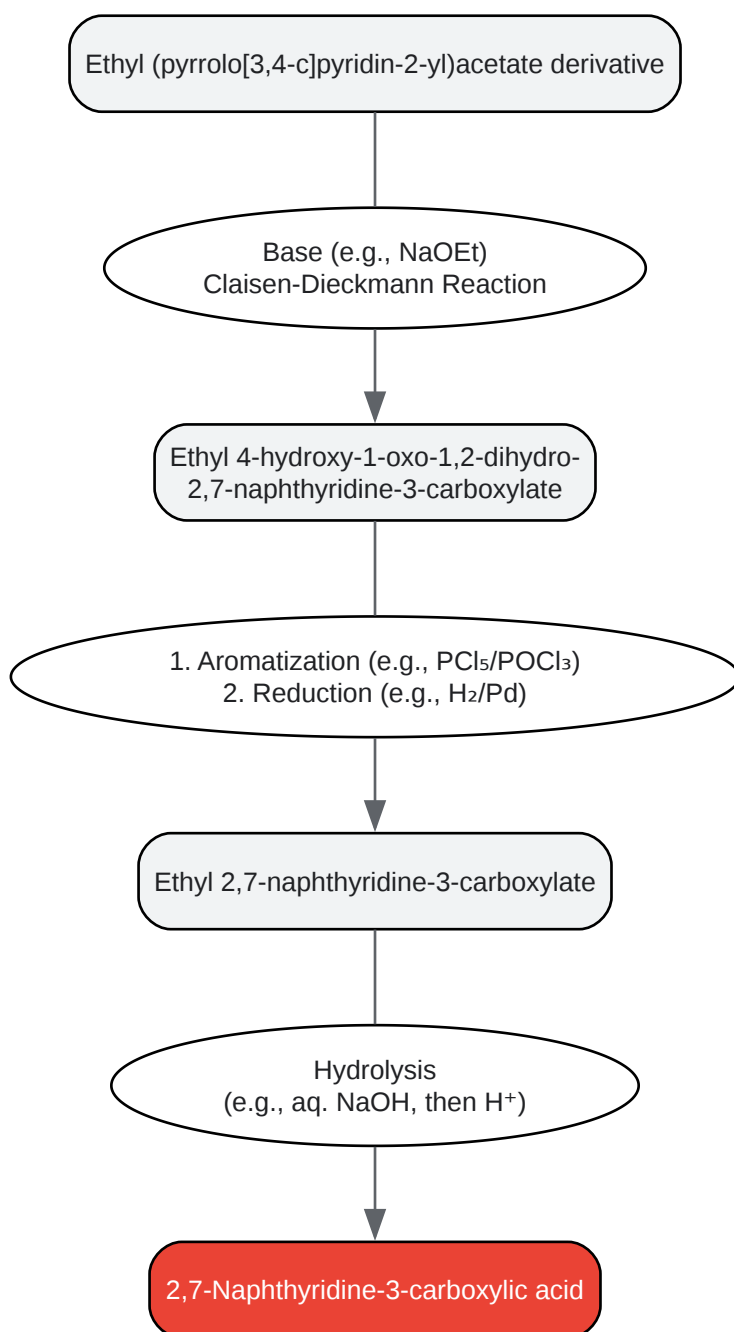 Ethyl (pyrrolo[3,4-c]pyridin-2-yl)acetate derivative
Base (e.g., NaOEt)
Claisen-Dieckmann Reaction
Ethyl 4-hydroxy-1-oxo-1,2-dihydro-
2,7-naphthyridine-3-carboxylate
1. Aromatization (e.g., PCl₅/POCl₃)
2. Reduction (e.g., H₂/Pd)
Ethyl 2,7-naphthyridine-3-carboxylate
Hydrolysis
(e.g., aq. NaOH, then H⁺)
2,7-Naphthyridine-3-carboxylic acid